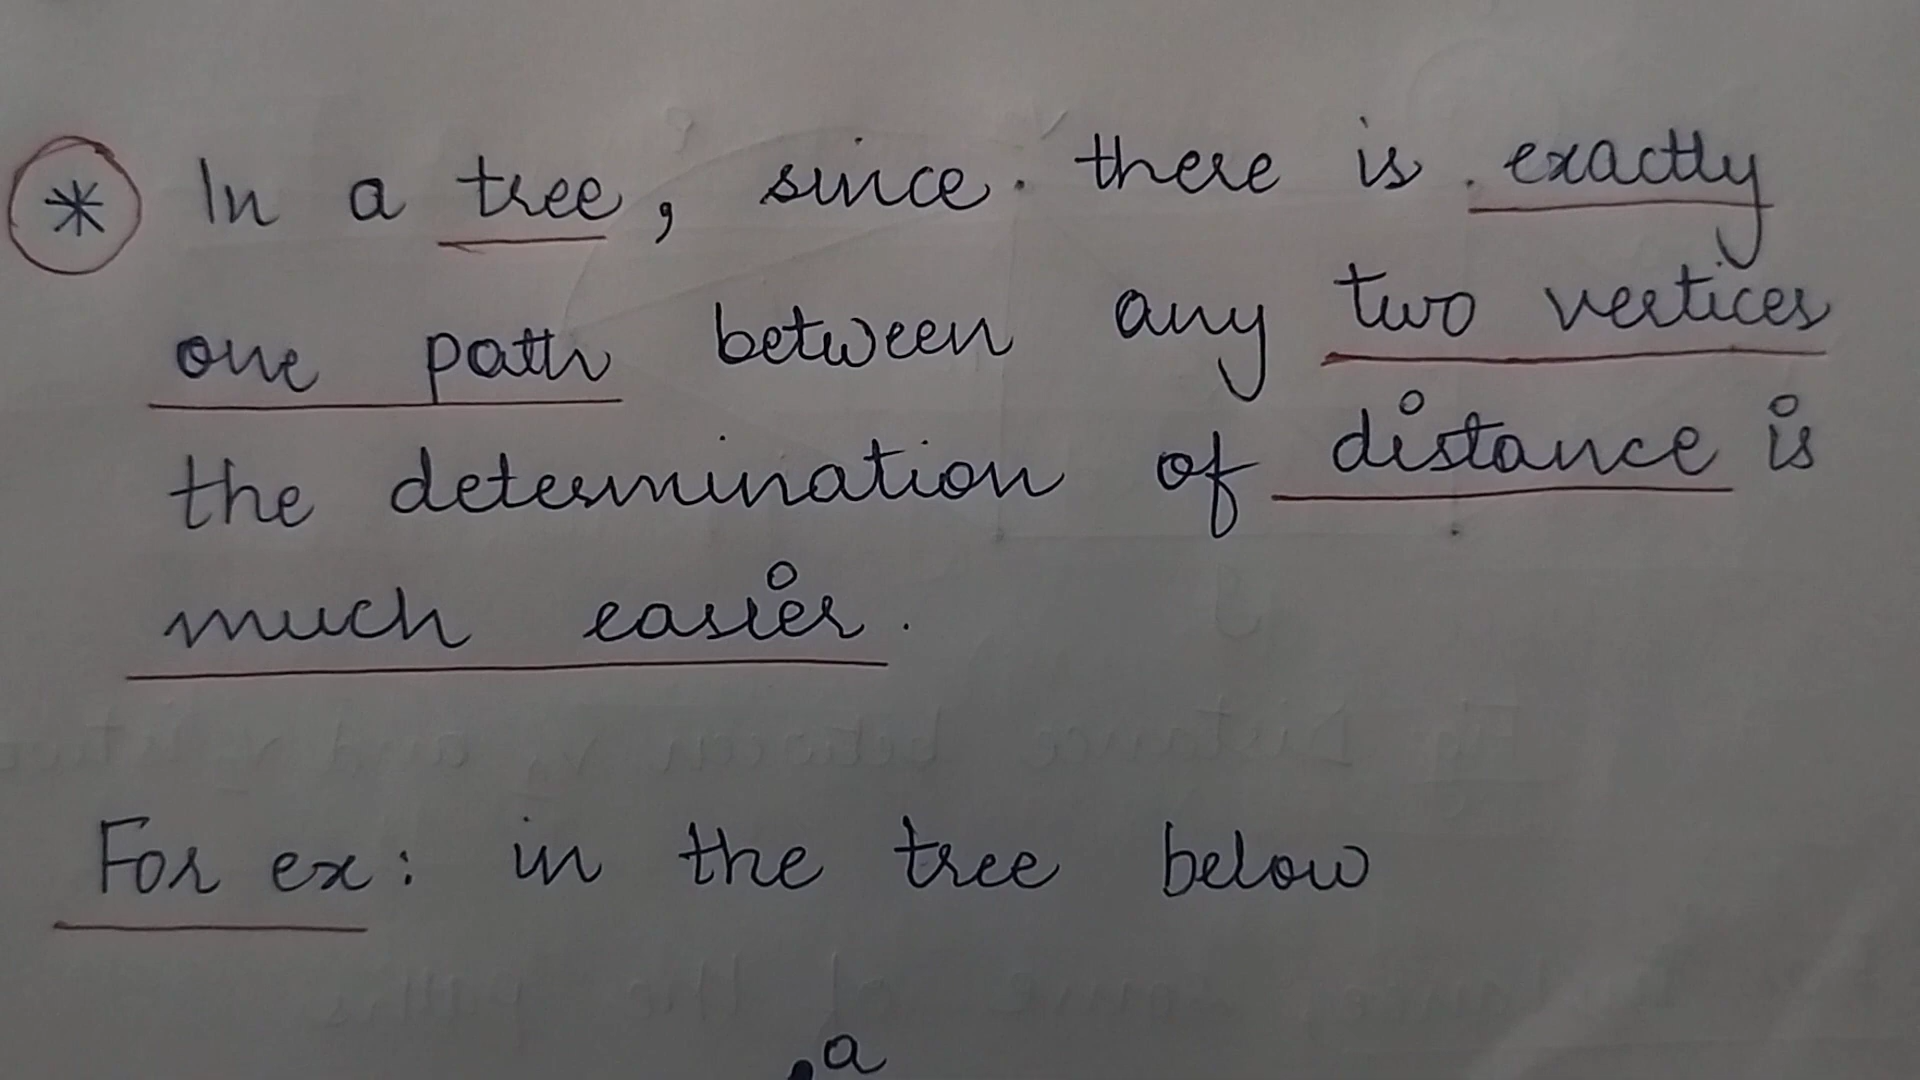 * In a tree, since there is exactly
one path between any two vertices
the determination of distance is
much easier.
For ex: in the tree below
a